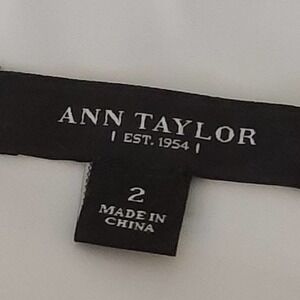 ANN TAYLOR
| EST. 1954 |
2
MADE IN
CHINA